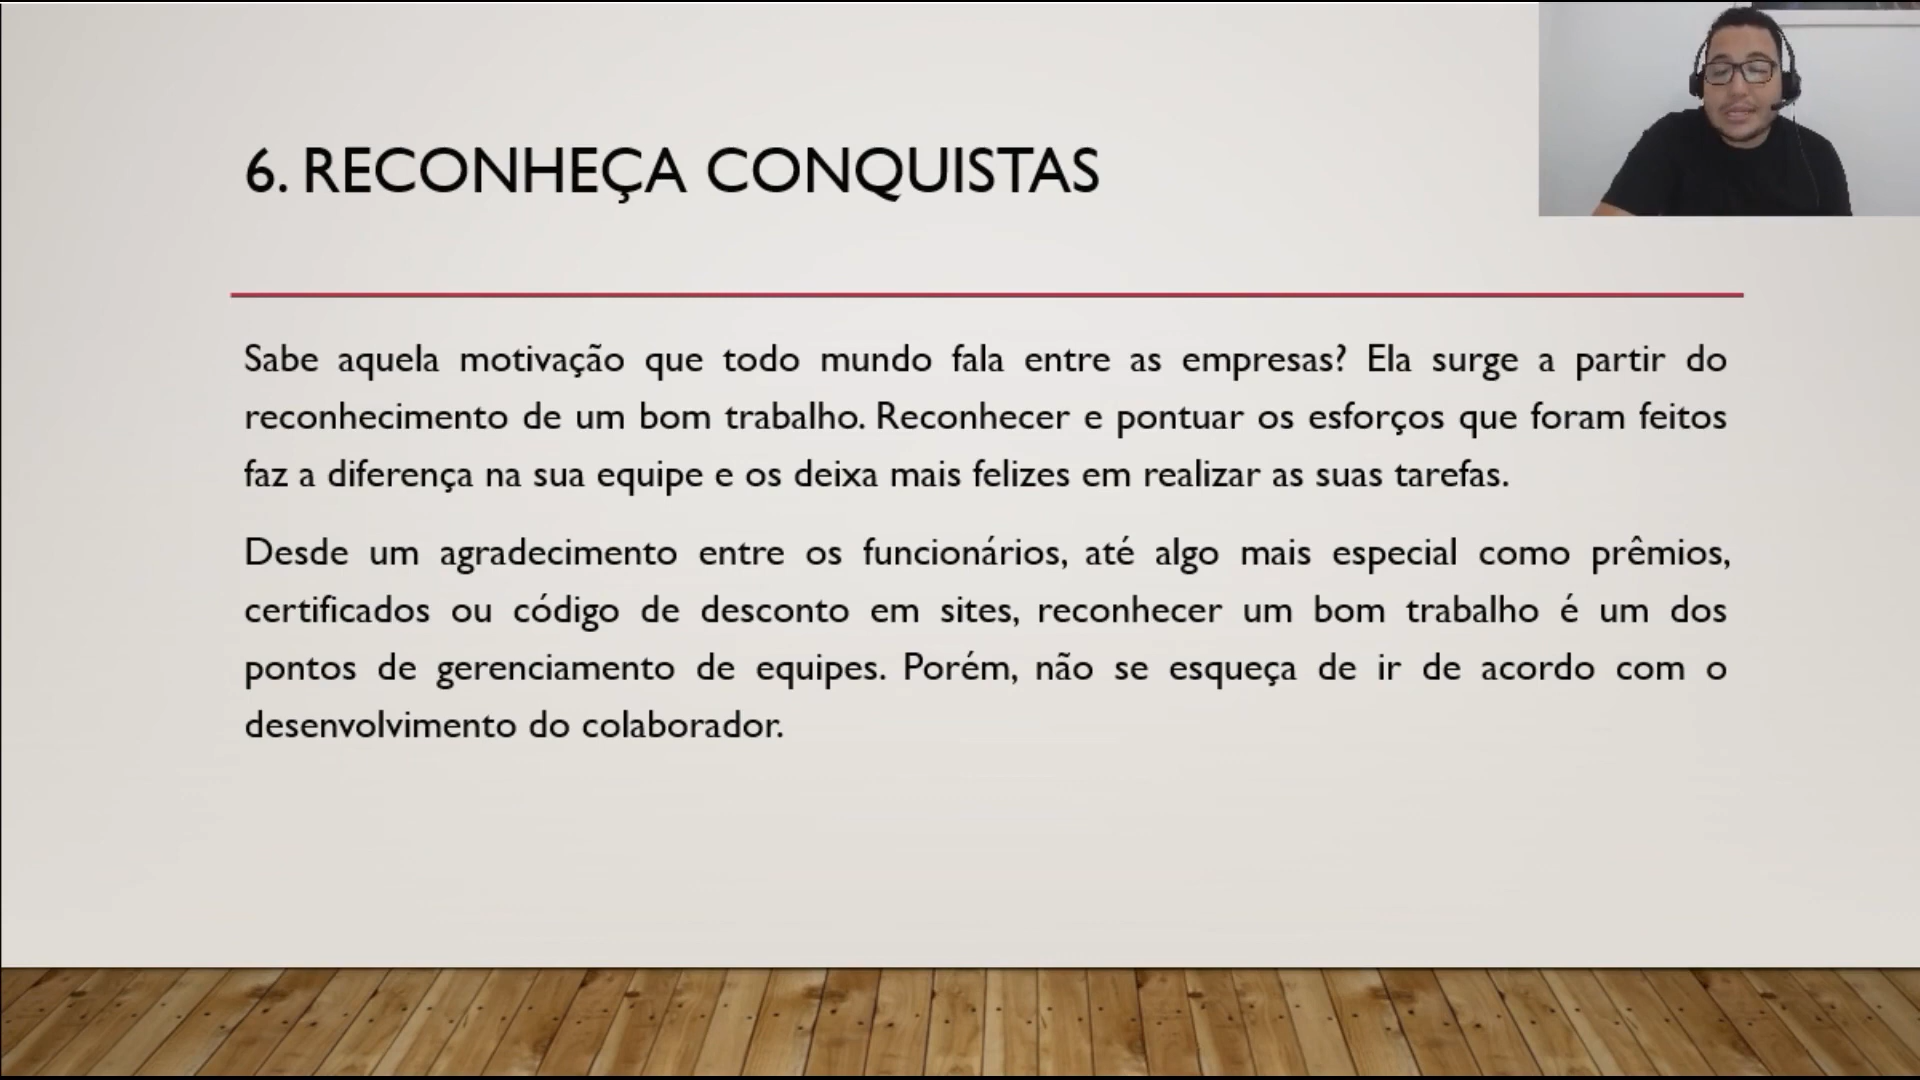 6. RECONHEÇA CONQUISTAS
Sabe aquela motivação que todo mundo fala entre as empresas? Ela surge a partir do
reconhecimento de um bom trabalho. Reconhecer e pontuar os esforços que foram feitos
faz a diferença na sua equipe e os deixa mais felizes em realizar as suas tarefas.
Desde um agradecimento entre os funcionários, até algo mais especial como prêmios,
certificados ou código de desconto em sites, reconhecer um bom trabalho é um dos
pontos de gerenciamento de equipes. Porém, não se esqueça de ir de acordo com o
desenvolvimento do colaborador.